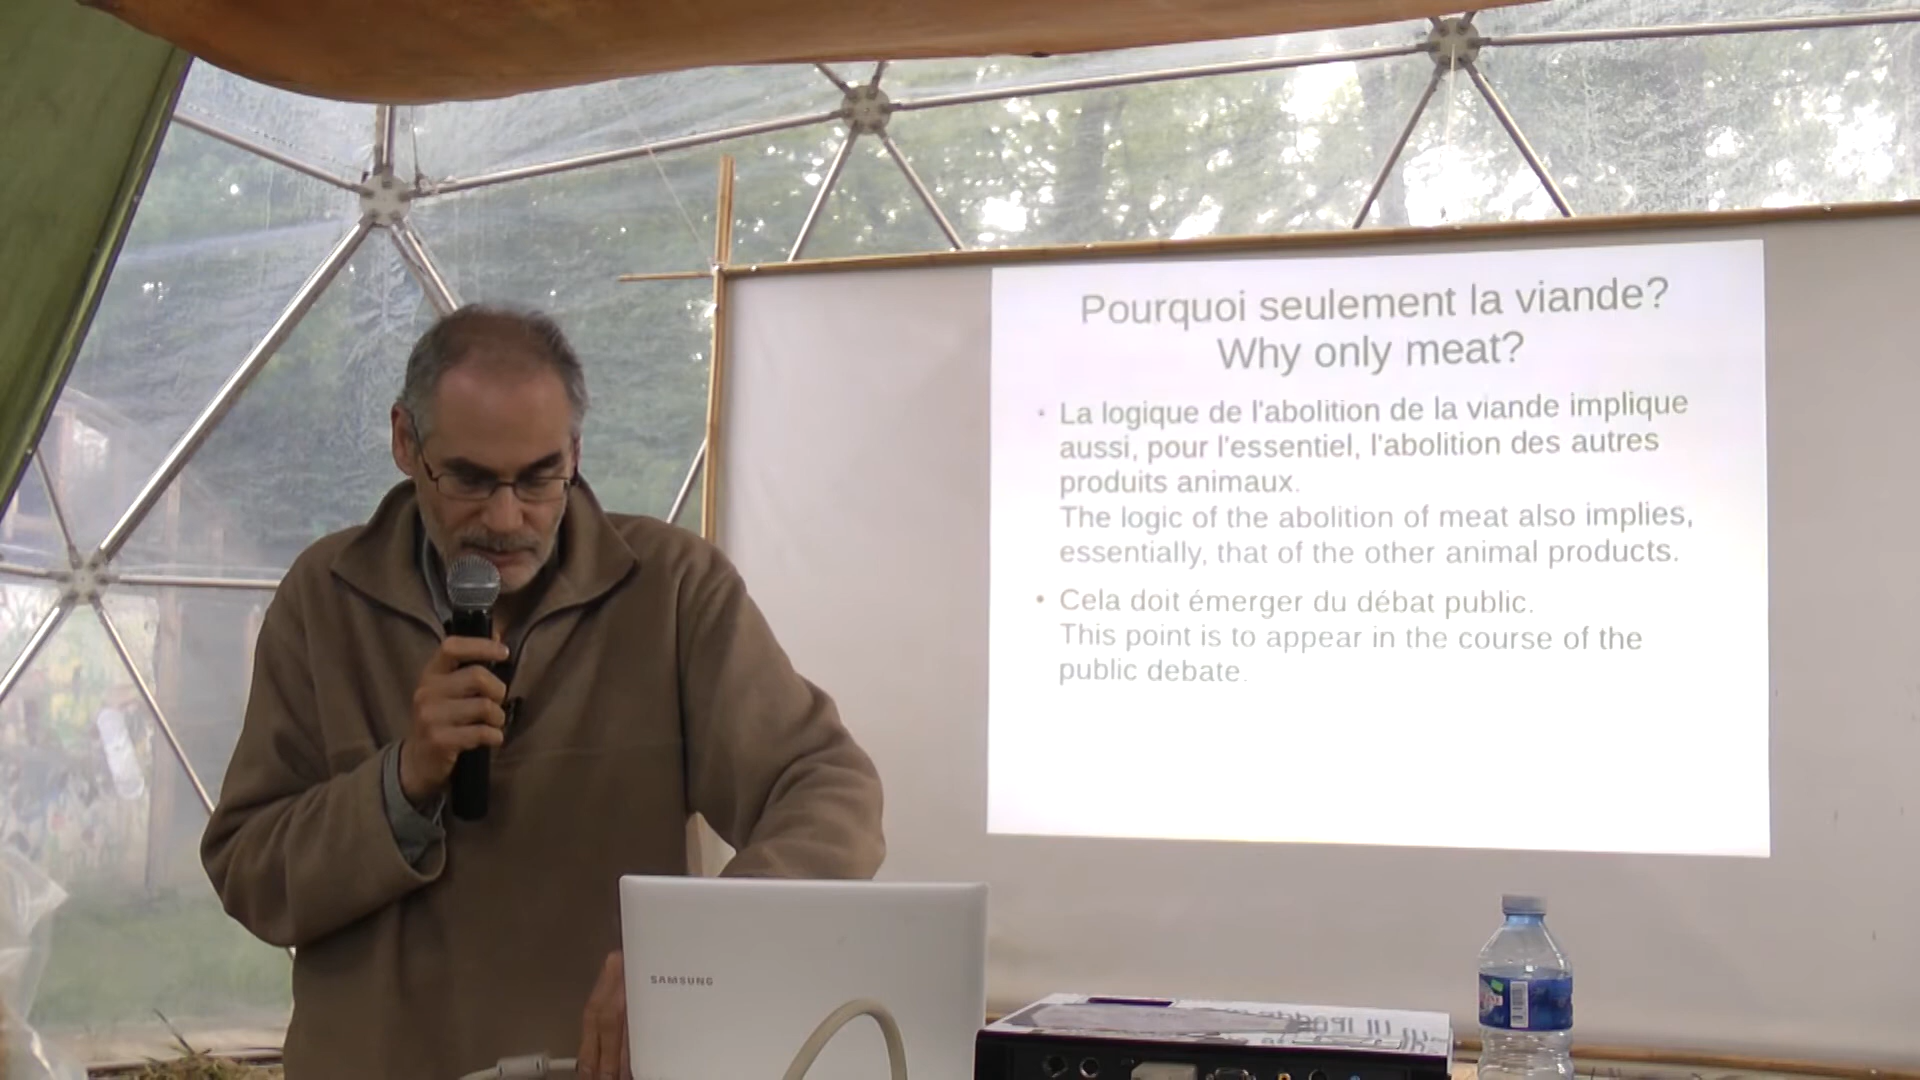 Pourquoi seulement la viande?
Why only meat?
• La logique de l'abolition de la viande implique
aussi, pour l'essentiel, l'abolition des autres
produits animaux.
The logic of the abolition of meat also implies,
essentially, that of the other animal products.
• Cela doit émerger du débat public.
This point is to appear in the course of the
public debate.
SAMSUNG